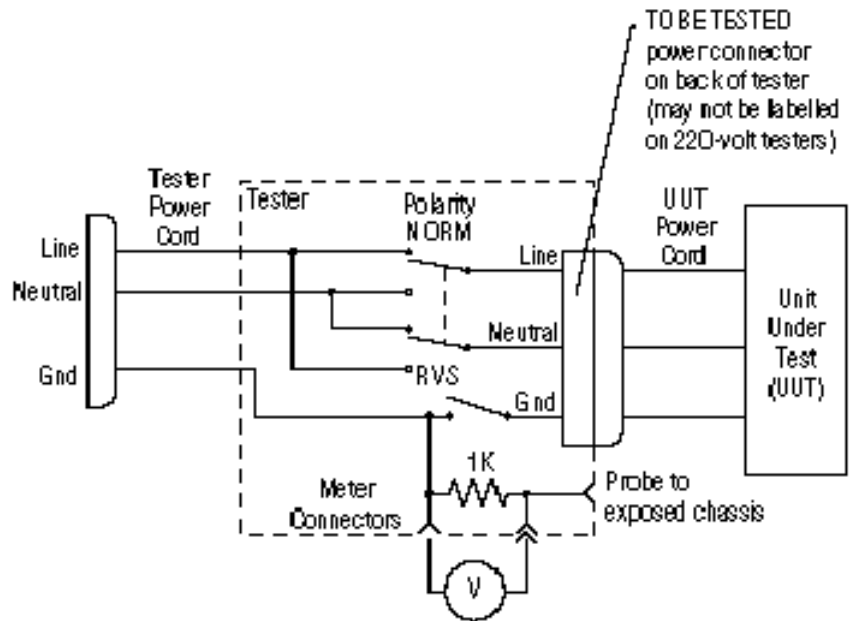 TO BE TESTED
power connector
on back of tester
(may not be labelled
on 220-volt testers)
Tester
Power
Cord
Tester
Polarity
NORM
UUT
Power
Cord
Line
Line
Neutral
Neutral
Unit
Under
Test
(UUT)
Gnd
RVS
Gnd
1K
Meter
Connectors
Probe to
exposed chassis
V